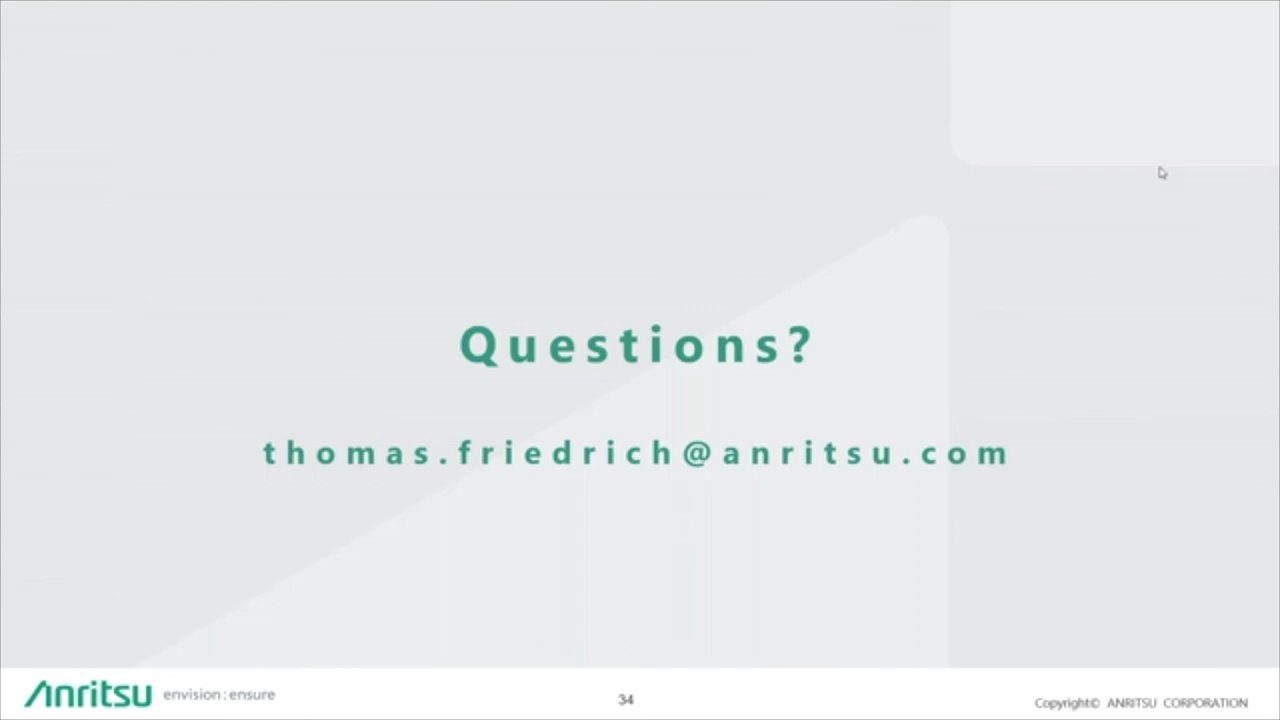 Questions?
thomas.friedrich@anritsu.com
Anritsu envision : ensure
34
Copyright© ANRITSU CORPORATION